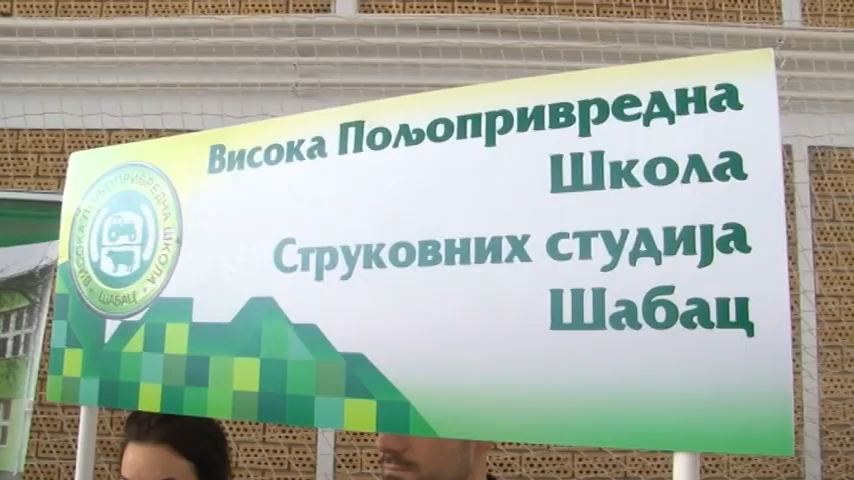 Висока Пољопривредна
Школа
Струковних студија
Шабац
ВИСОКА ПОЉОПРИВРЕДНА ШКОЛА
ШАБАЦ